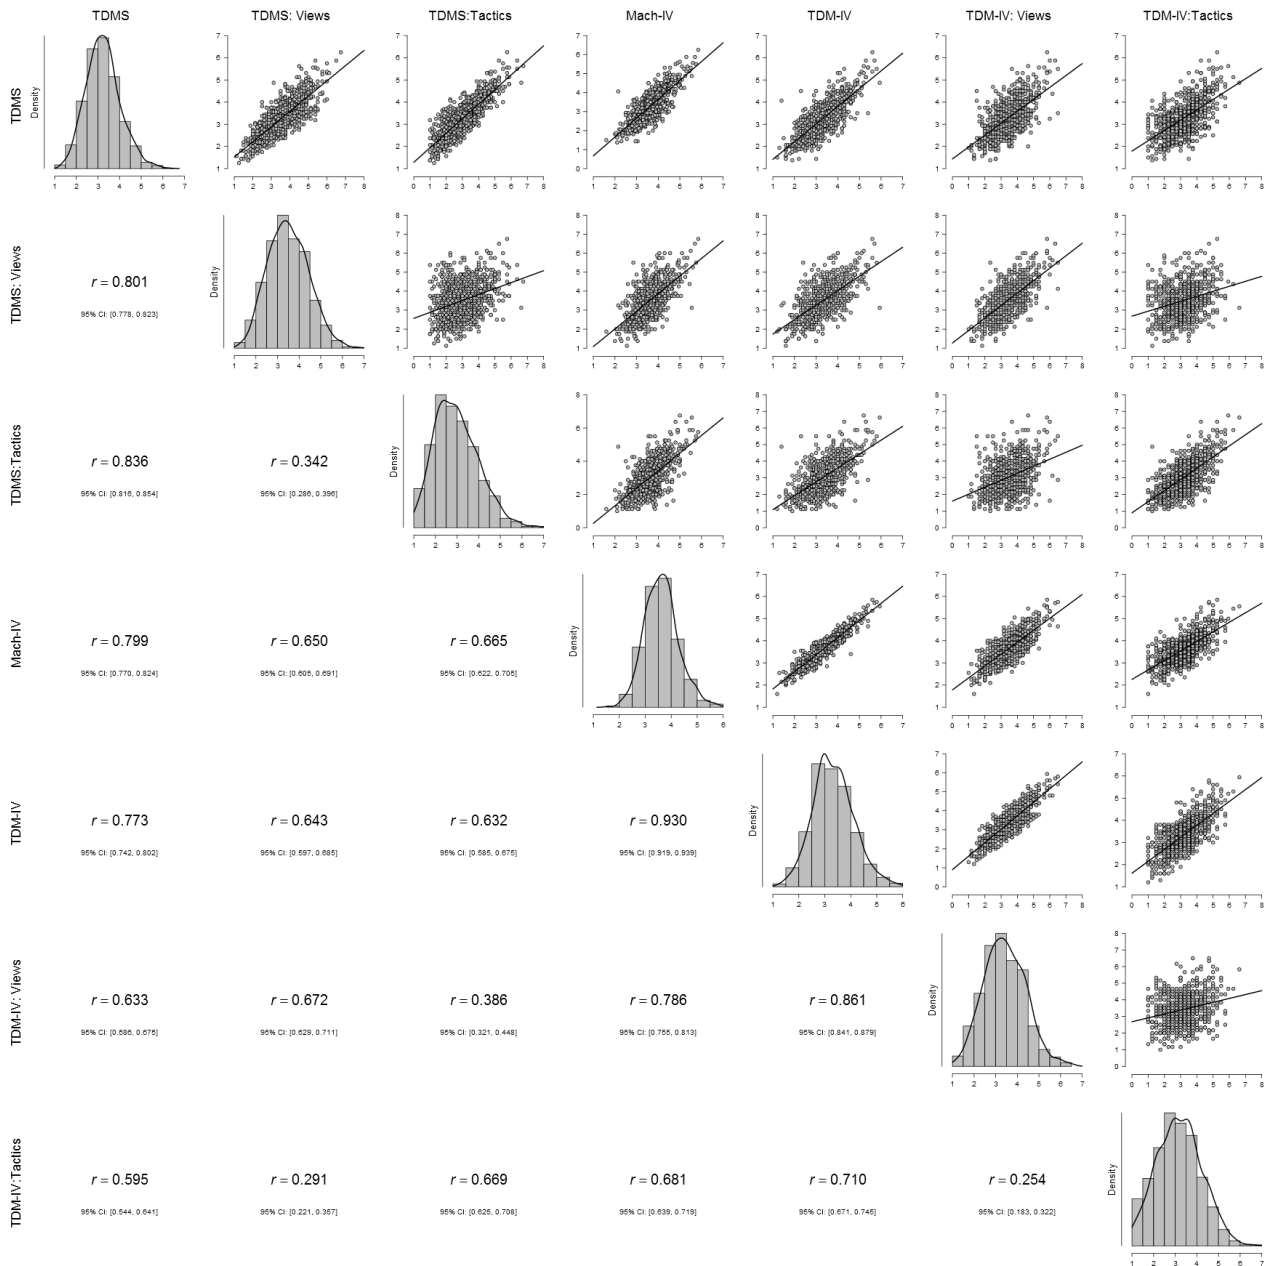 TDMS TDMS: Views TDMS:Tactics Mach-IV TDM-IV TDM-IV: Views TDM-IV:Tactics
TDMS
Density
TDMS: Views
r = 0.801
95% CI: [0.778, 0.823]
Density
TDMS:Tactics
r = 0.836
95% CI: [0.816, 0.854]
r = 0.342
95% CI: [0.286, 0.396]
Density
Mach-IV
r = 0.799
95% CI: [0.770, 0.824]
r = 0.650
95% CI: [0.605, 0.691]
r = 0.665
95% CI: [0.622, 0.705]
Density
TDM-IV
r = 0.773
95% CI: [0.742, 0.802]
r = 0.643
95% CI: [0.597, 0.685]
r = 0.632
95% CI: [0.585, 0.675]
r = 0.930
95% CI: [0.919, 0.939]
Density
TDM-IV: Views
r = 0.633
95% CI: [0.586, 0.675]
r = 0.672
95% CI: [0.629, 0.711]
r = 0.386
95% CI: [0.321, 0.448]
r = 0.786
95% CI: [0.755, 0.813]
r = 0.861
95% CI: [0.841, 0.879]
Density
TDM-IV:Tactics
r = 0.595
95% CI: [0.544, 0.641]
r = 0.291
95% CI: [0.221, 0.357]
r = 0.669
95% CI: [0.625, 0.708]
r = 0.681
95% CI: [0.639, 0.719]
r = 0.710
95% CI: [0.671, 0.745]
r = 0.254
95% CI: [0.183, 0.322]
Density